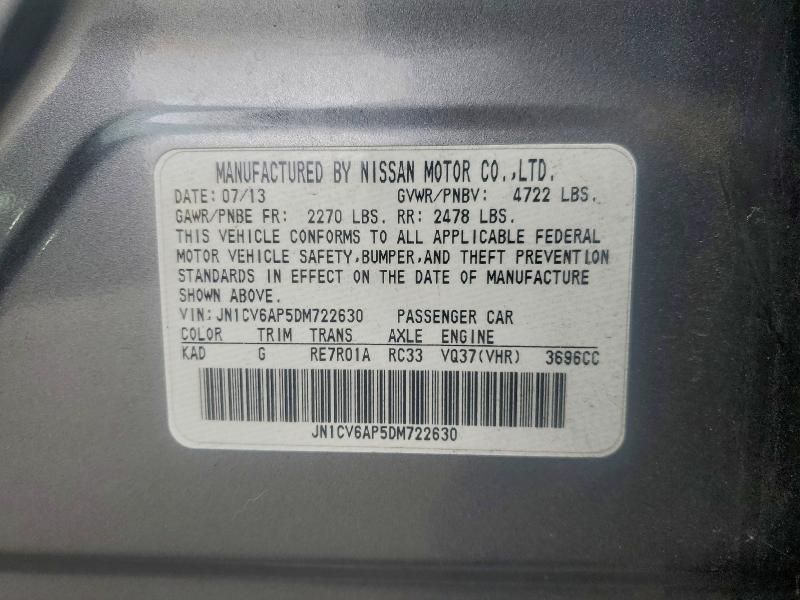 MANUFACTURED BY NISSAN MOTOR CO.,LTD.
DATE: 07/13 GVWR/PNBV: 4722 LBS.
GAWR/PNBE FR: 2270 LBS. RR: 2478 LBS.
THIS VEHICLE CONFORMS TO ALL APPLICABLE FEDERAL
MOTOR VEHICLE SAFETY,BUMPER,AND THEFT PREVENTION
STANDARDS IN EFFECT ON THE DATE OF MANUFACTURE
SHOWN ABOVE.
VIN:JN1CV6AP5DM722630 PASSENGER CAR
COLOR TRIM TRANS AXLE ENGINE
KAD G RE7R01A RC33 VQ37(VHR) 3696CC
JN1CV6AP5DM722630